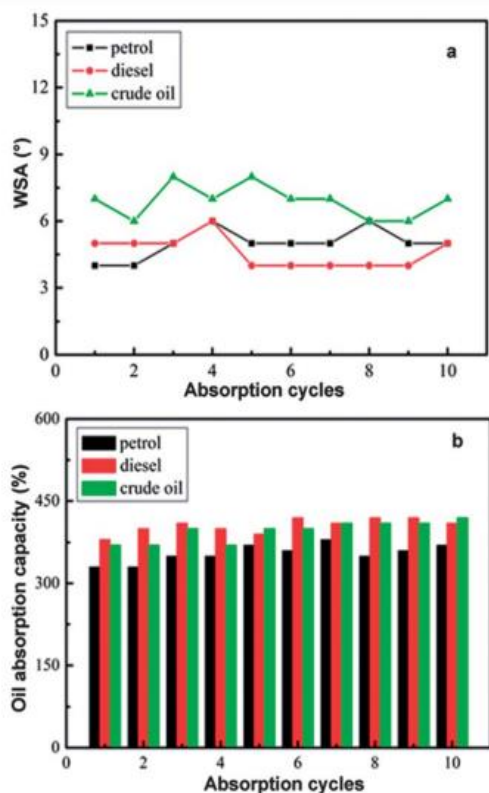 a
petrol
diesel
crude oil
15
12
9
6
3
0
WSA (°)
0 2 4 6 8 10
Absorption cycles
b
petrol
diesel
crude oil
600
450
300
150
0
Oil absorption capacity (%)
0 2 4 6 8 10
Absorption cycles